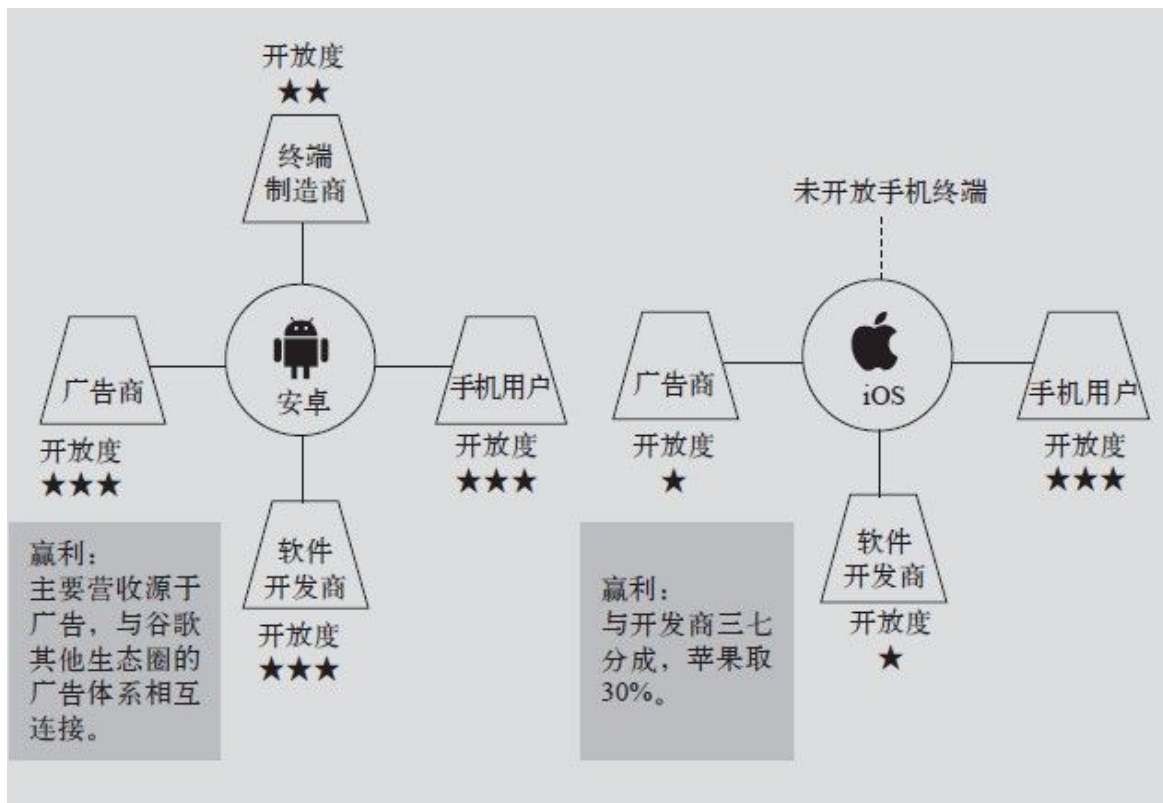 开放度
★★
终端
制造商
安卓
广告商
开放度
★★★
手机用户
开放度
★★★
软件
开发商
开放度
★★★
赢利：
主要营收源于
广告，与谷歌
其他生态圈的
广告体系相互
连接。
未开放手机终端
iOS
广告商
开放度
★
手机用户
开放度
★★★
软件
开发商
开放度
★
赢利：
与开发商三七
分成，苹果取
30%。